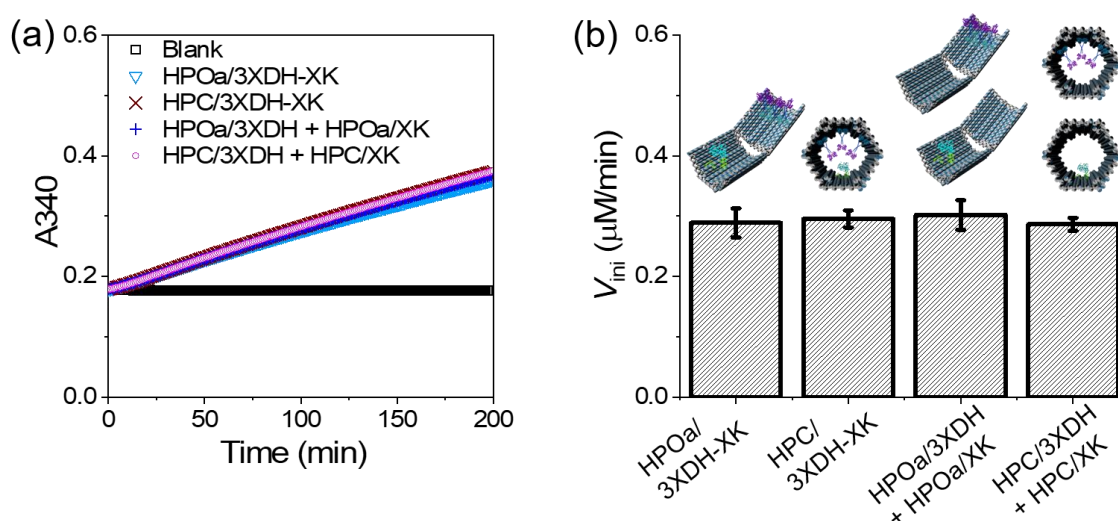 (a)
0.6
0.4
0.2
0.0
A340
Blank
HPOa/3XDH-XK
HPC/3XDH-XK
HPOa/3XDH + HPOa/XK
HPC/3XDH + HPC/XK
0
50
100
150
200
Time (min)
(b)
0.6
0.4
0.2
0.0
Vini (µM/min)
HPOa/
3XDH-XK
HPC/
3XDH-XK
HPOa/3XDH
+ HPOa/XK
HPC/3XDH
+ HPC/XK